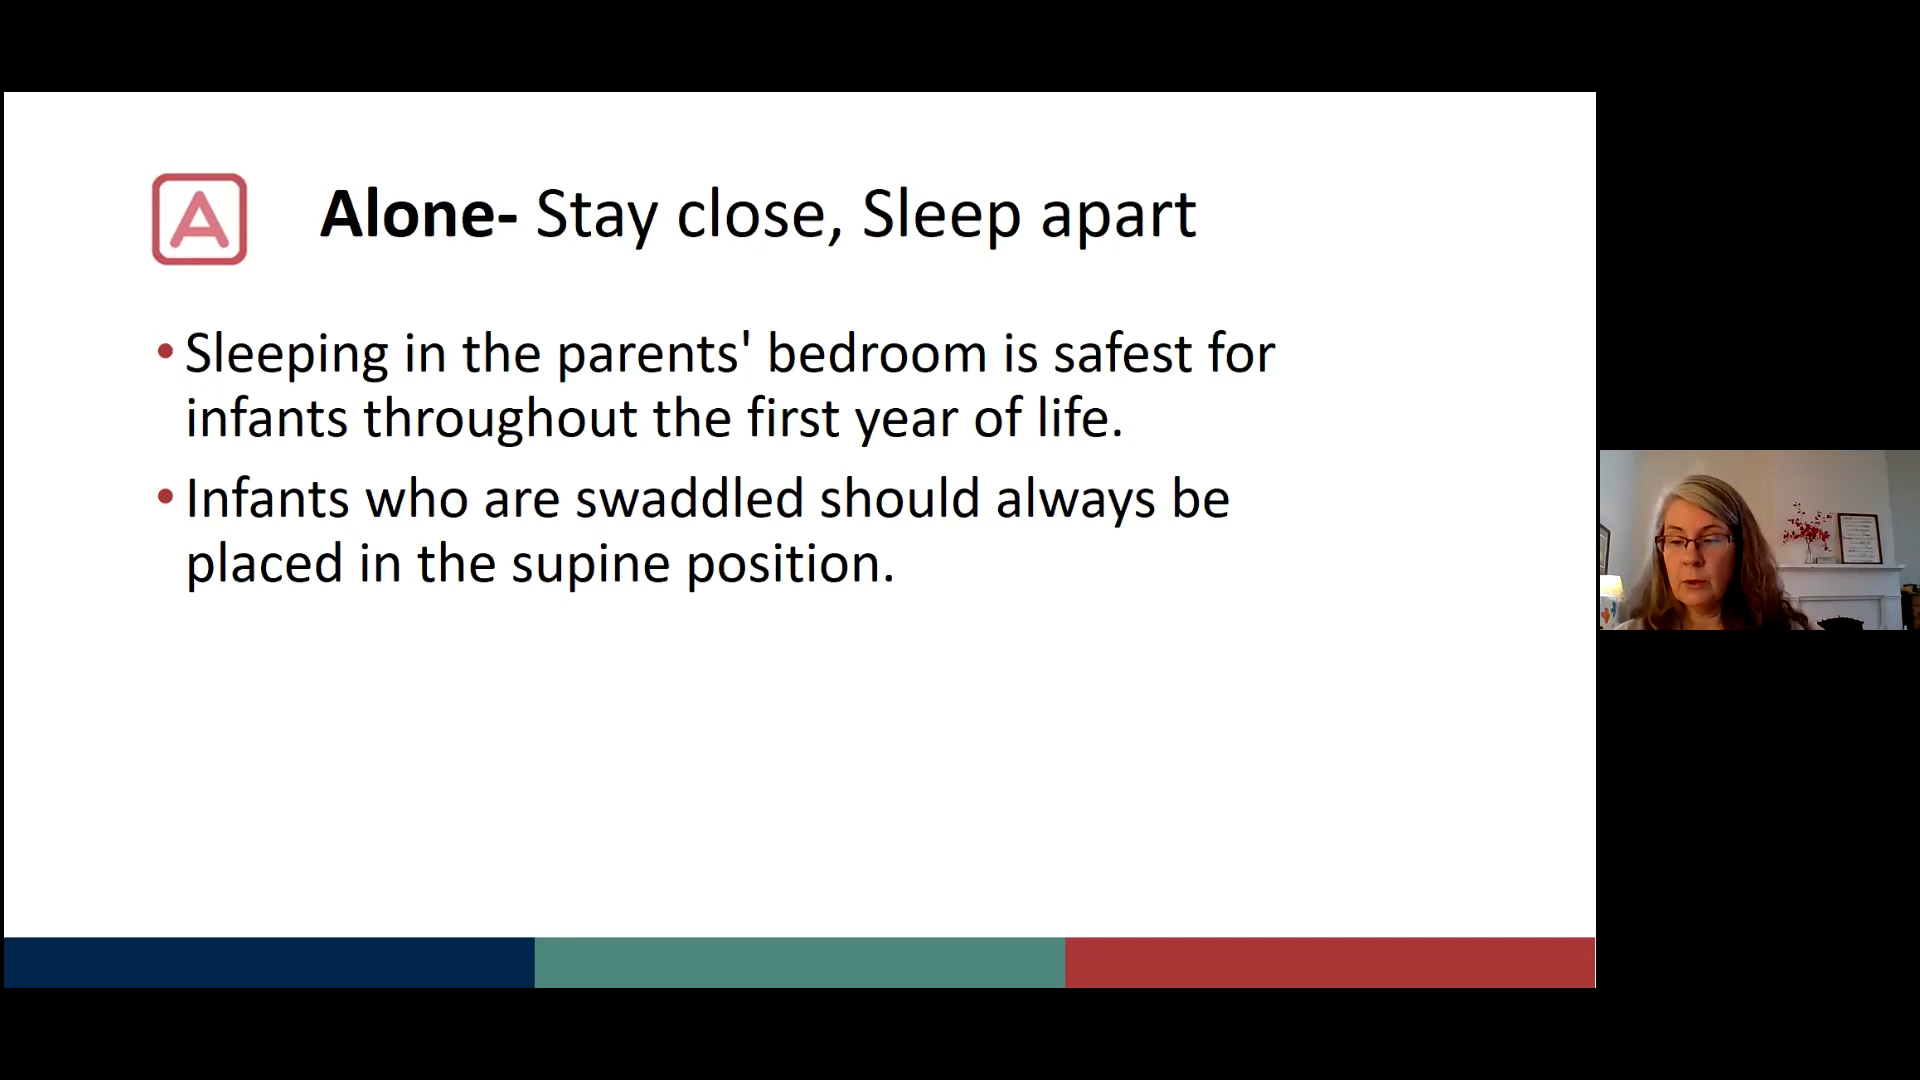 A
Alone- Stay close, Sleep apart
•Sleeping in the parents' bedroom is safest for
infants throughout the first year of life.
•Infants who are swaddled should always be
placed in the supine position.